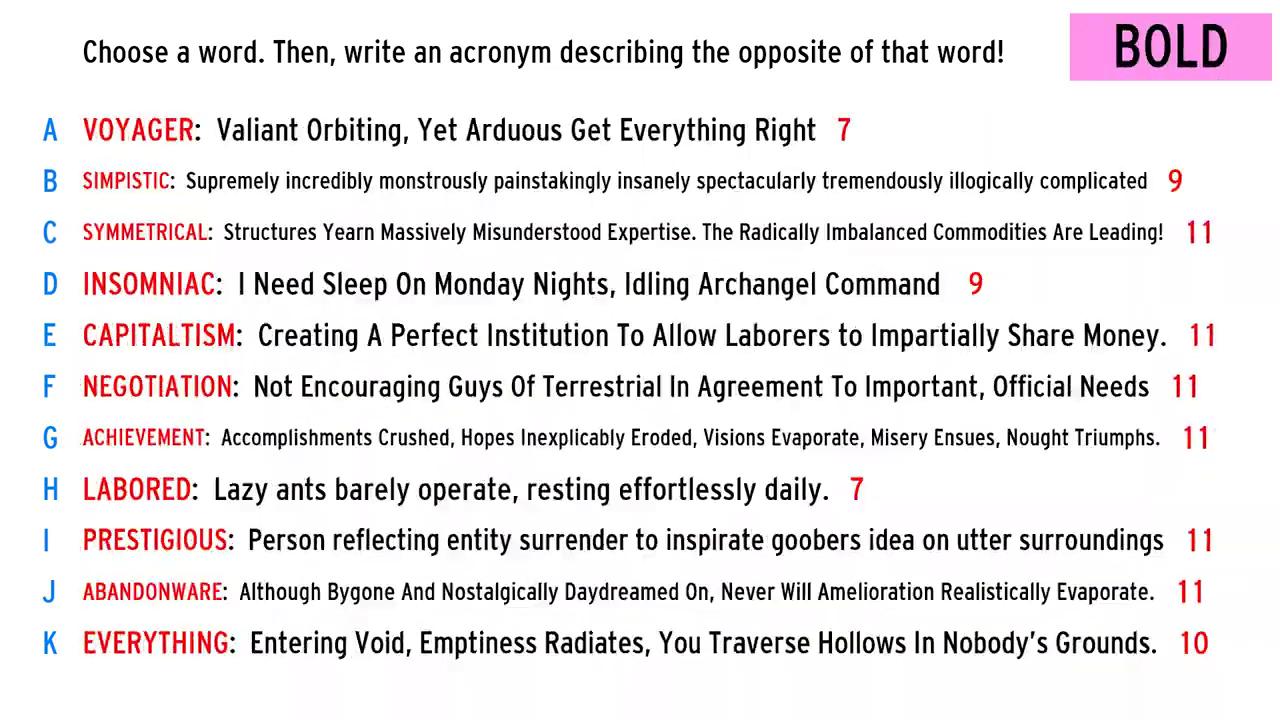 Choose a word. Then, write an acronym describing the opposite of that word!
BOLD
A VOYAGER: Valiant Orbiting, Yet Arduous Get Everything Right 7
B SIMPISTIC: Supremely incredibly monstrously painstakingly insanely spectacularly tremendously illogically complicated 9
C SYMMETRICAL: Structures Yearn Massively Misunderstood Expertise. The Radically Imbalanced Commodities Are Leading! 11
D INSOMNIAC: I Need Sleep On Monday Nights, Idling Archangel Command 9
E CAPITALTISM: Creating A Perfect Institution To Allow Laborers to Impartially Share Money. 11
F NEGOTIATION: Not Encouraging Guys Of Terrestrial In Agreement To Important, Official Needs 11
G ACHIEVEMENT: Accomplishments Crushed, Hopes Inexplicably Eroded, Visions Evaporate, Misery Ensues, Nought Triumphs. 11
H LABORED: Lazy ants barely operate, resting effortlessly daily. 7
I PRESTIGIOUS: Person reflecting entity surrender to inspirate goobers idea on utter surroundings 11
J ABANDONWARE: Although Bygone And Nostalgically Daydreamed On, Never Will Amelioration Realistically Evaporate. 11
K EVERYTHING: Entering Void, Emptiness Radiates, You Traverse Hollows In Nobody's Grounds. 10